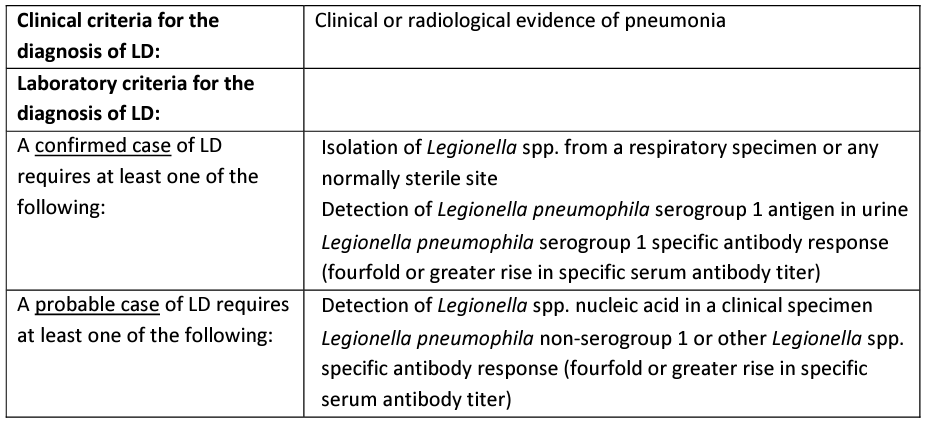 Clinical criteria for the
diagnosis of LD:
Clinical or radiological evidence of pneumonia
Laboratory criteria for the
diagnosis of LD:
A confirmed case of LD
requires at least one of the
following:
Isolation of Legionella spp. from a respiratory specimen or any
normally sterile site
Detection of Legionella pneumophila serogroup 1 antigen in urine
Legionella pneumophila serogroup 1 specific antibody response
(fourfold or greater rise in specific serum antibody titer)
A probable case of LD requires
at least one of the following:
Detection of Legionella spp. nucleic acid in a clinical specimen
Legionella pneumophila non-serogroup 1 or other Legionella spp.
specific antibody response (fourfold or greater rise in specific
serum antibody titer)